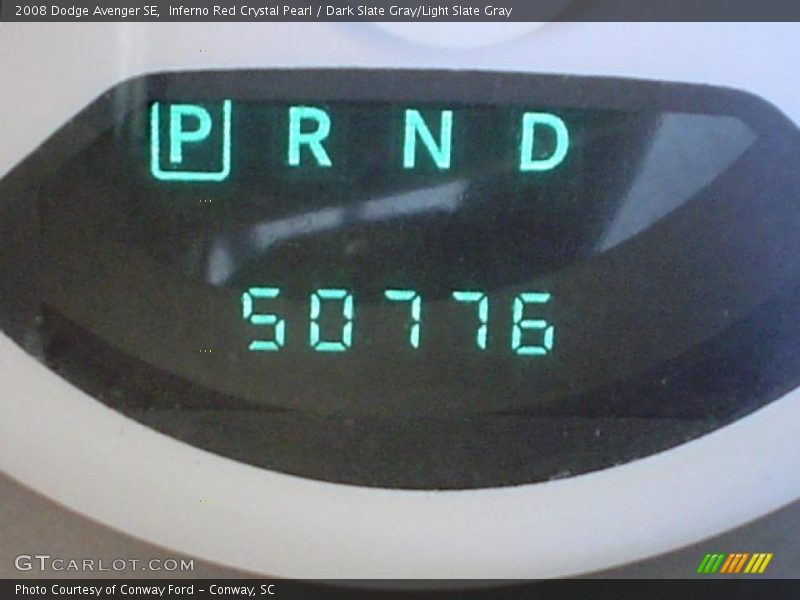 2008 Dodge Avenger SE,  Inferno Red Crystal Pearl / Dark Slate Gray/Light Slate Gray
P R N D
50776
GTCARLOT.COM
Photo Courtesy of Conway Ford - Conway, SC